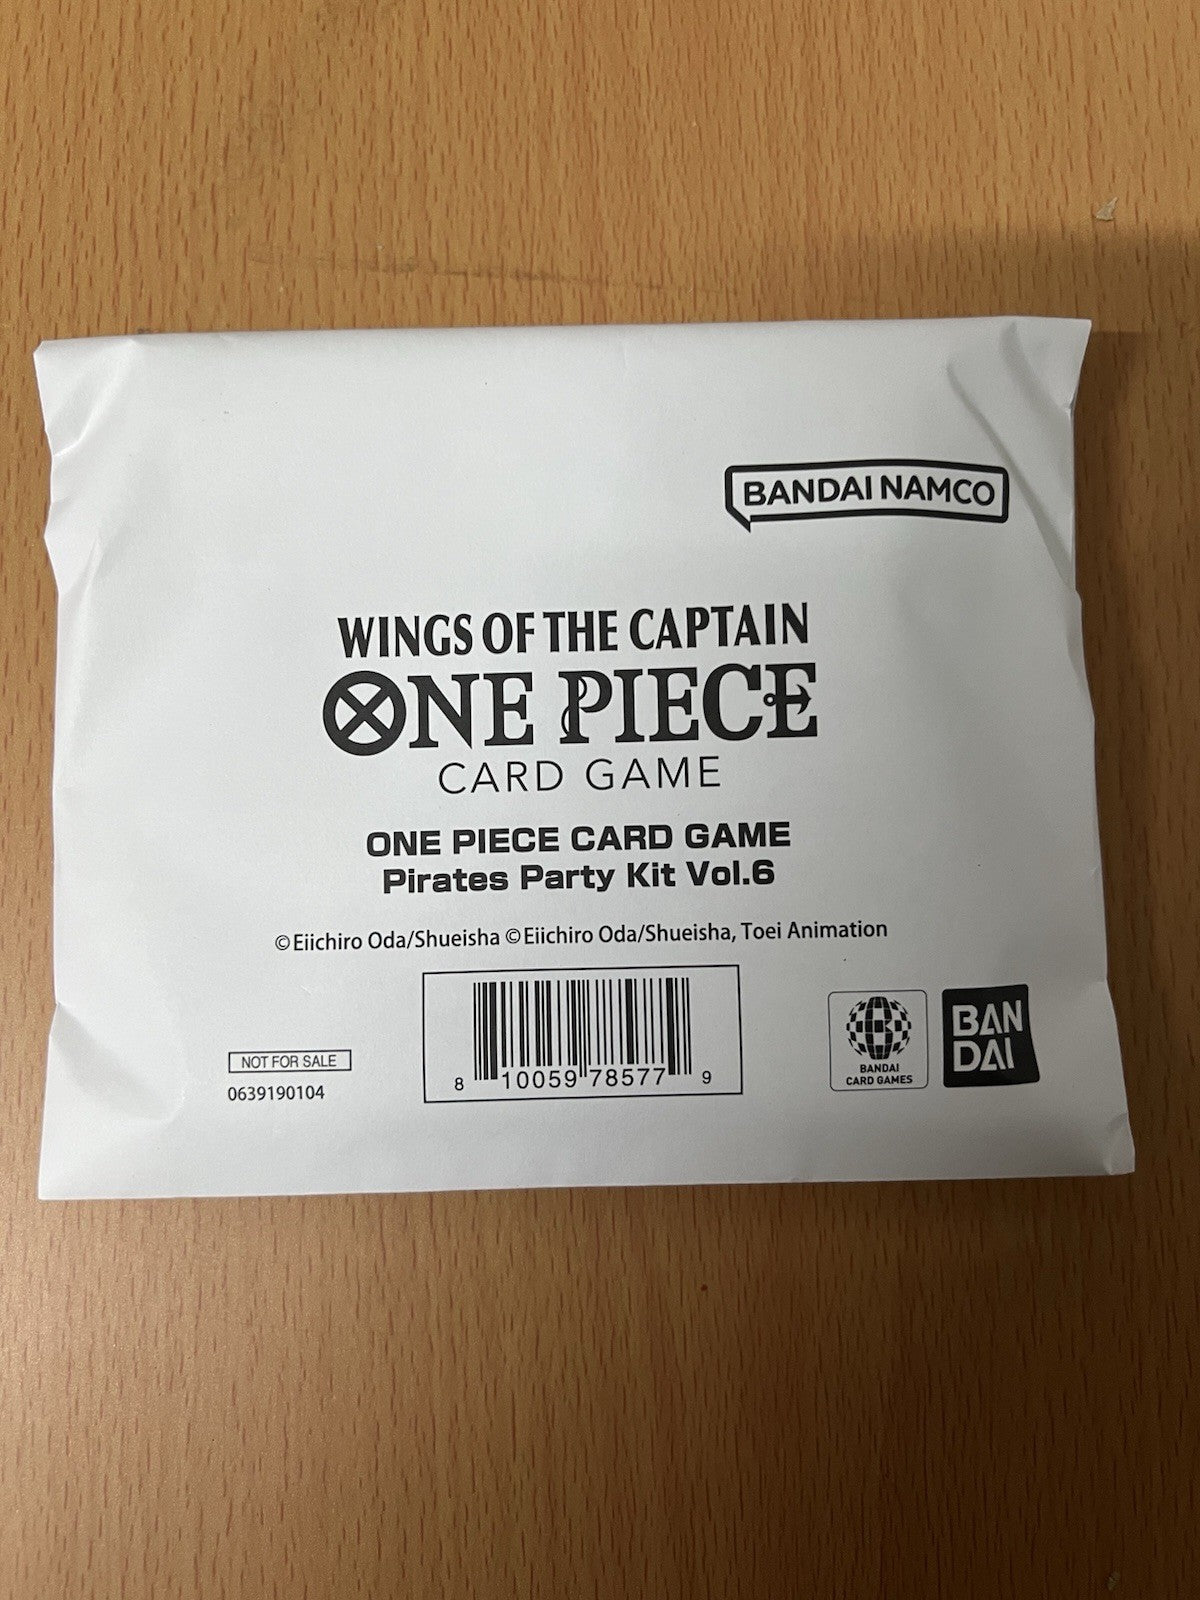 BANDAI NAMCO
WINGS OF THE CAPTAIN
ONE PIECE
CARD GAME
ONE PIECE CARD GAME
Pirates Party Kit Vol.6
©Eiichiro Oda/Shueisha ©Eiichiro Oda/Shueisha, Toei Animation
NOT FOR SALE
0639190104
8 10059 78577 9
BANDAI
CARD GAMES
BAN
DAI